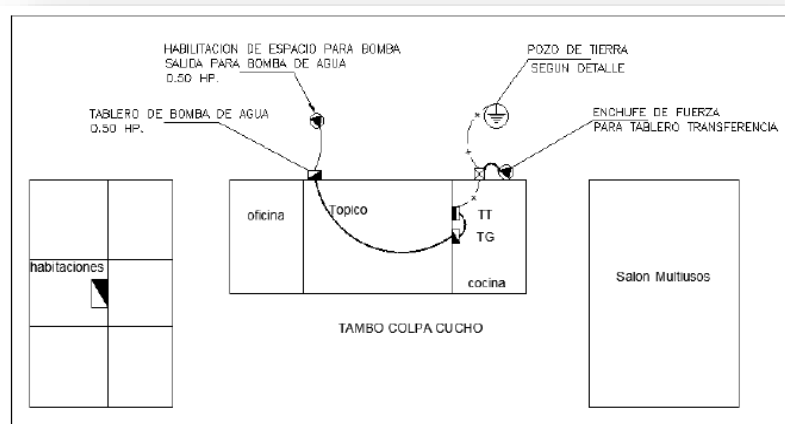 HABILITACION DE ESPACIO PARA BOMBA
SALIDA PARA BOMBA DE AGUA
0.50 HP.
POZO DE TIERRA
SEGUN DETALLE
TABLERO DE BOMBA DE AGUA
0.50 HP.
ENCHUFE DE FUERZA
PARA TABLERO TRANSFERENCIA
oficina
Topico
TT
TG
cocina
habitaciones
Salon Multiusos
TAMBO COLPA CUCHO